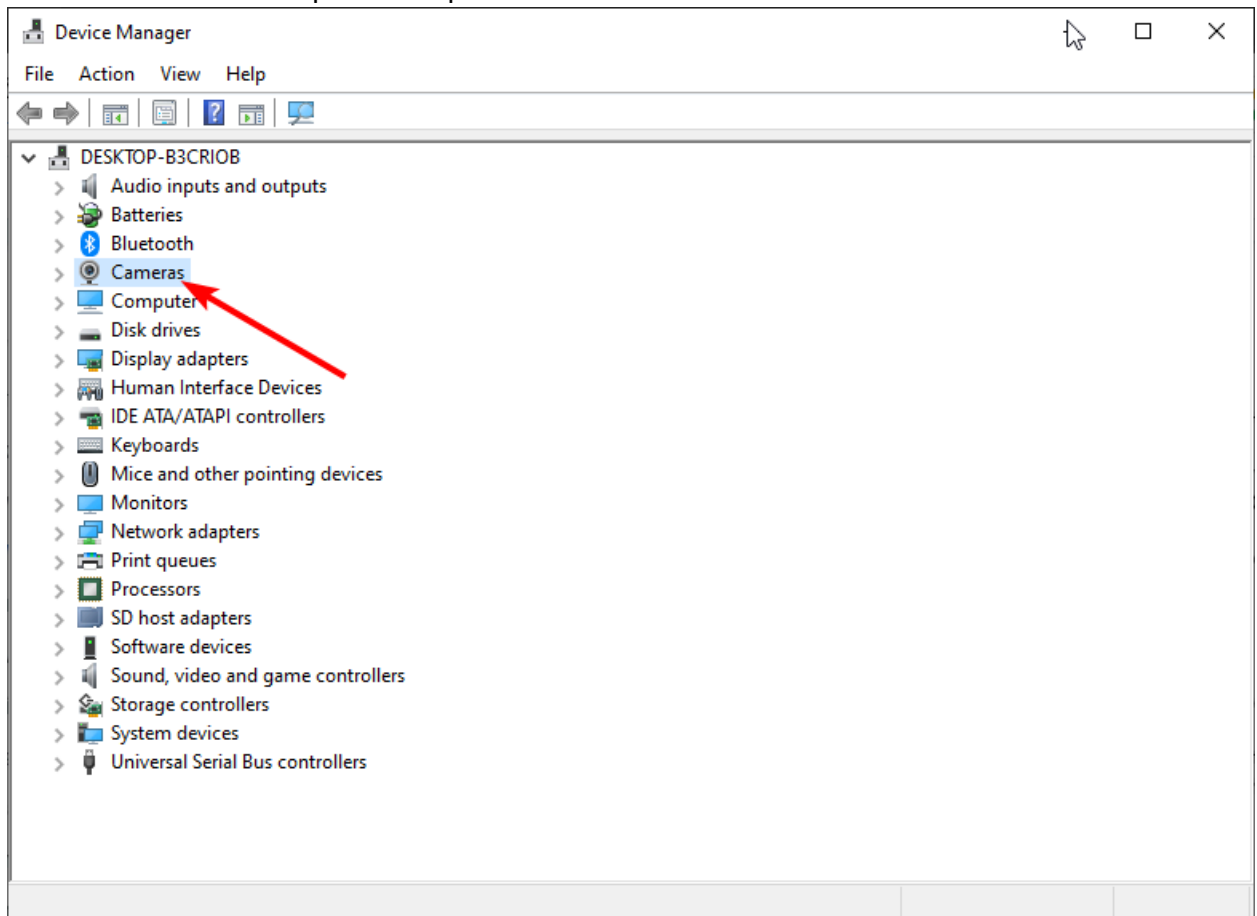 Device Manager
File Action View Help
DESKTOP-B3CRIOB
Audio inputs and outputs
Batteries
Bluetooth
Cameras
Computer
Disk drives
Display adapters
Human Interface Devices
IDE ATA/ATAPI controllers
Keyboards
Mice and other pointing devices
Monitors
Network adapters
Print queues
Processors
SD host adapters
Software devices
Sound, video and game controllers
Storage controllers
System devices
Universal Serial Bus controllers